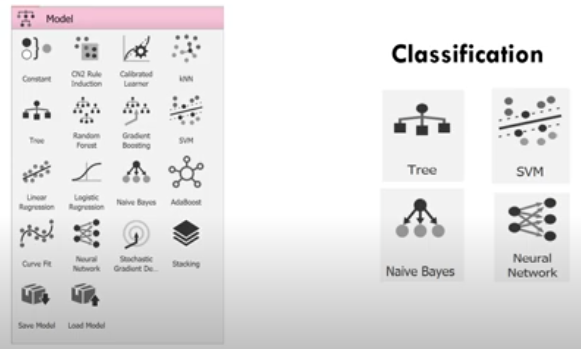 Model
Constant
CN2 Rule
Induction
Calibrated
Learner
kNN
Tree
Random
Forest
Gradient
Boosting
SVM
Linear
Regression
Logistic
Regression
Naive Bayes
AdaBoost
Curve Fit
Neural
Network
Stochastic
Gradient De...
Stacking
Save Model
Load Model
Classification
Tree
SVM
Naive Bayes
Neural
Network